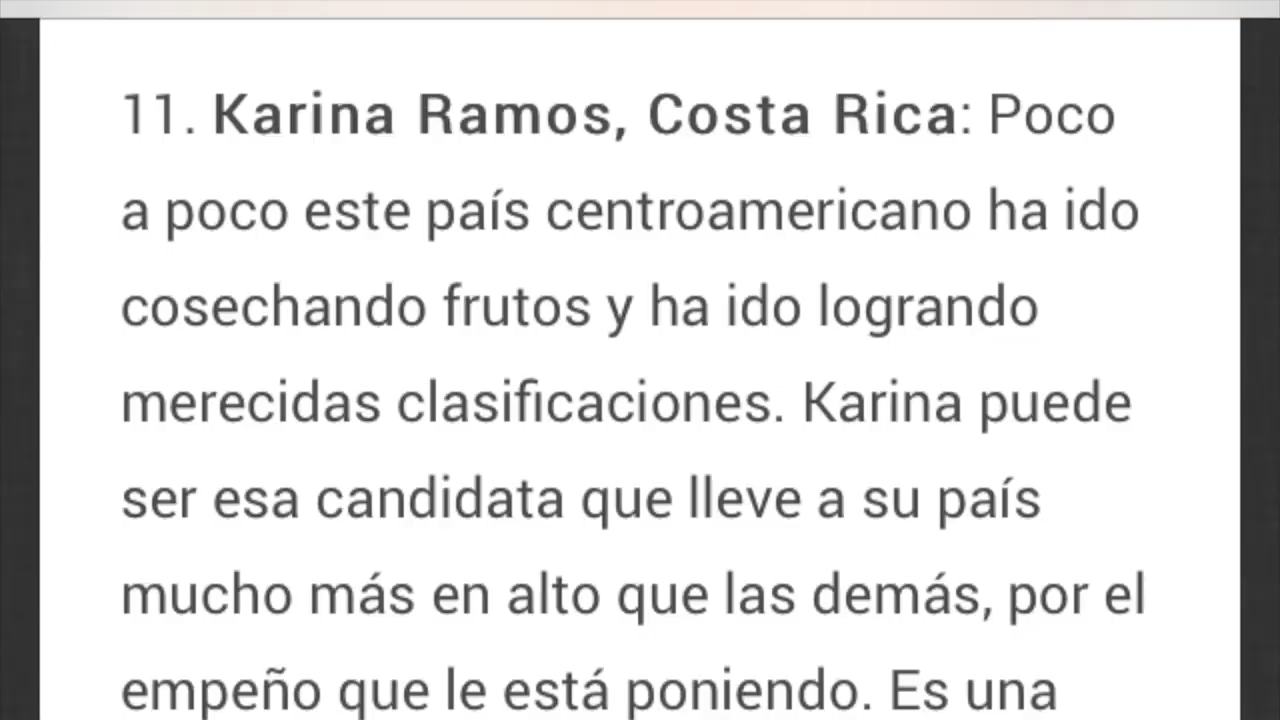 11. Karina Ramos, Costa Rica: Poco
a poco este país centroamericano ha ido
cosechando frutos y ha ido logrando
merecidas clasificaciones. Karina puede
ser esa candidata que lleve a su país
mucho más en alto que las demás, por el
empeño que le está poniendo. Es una